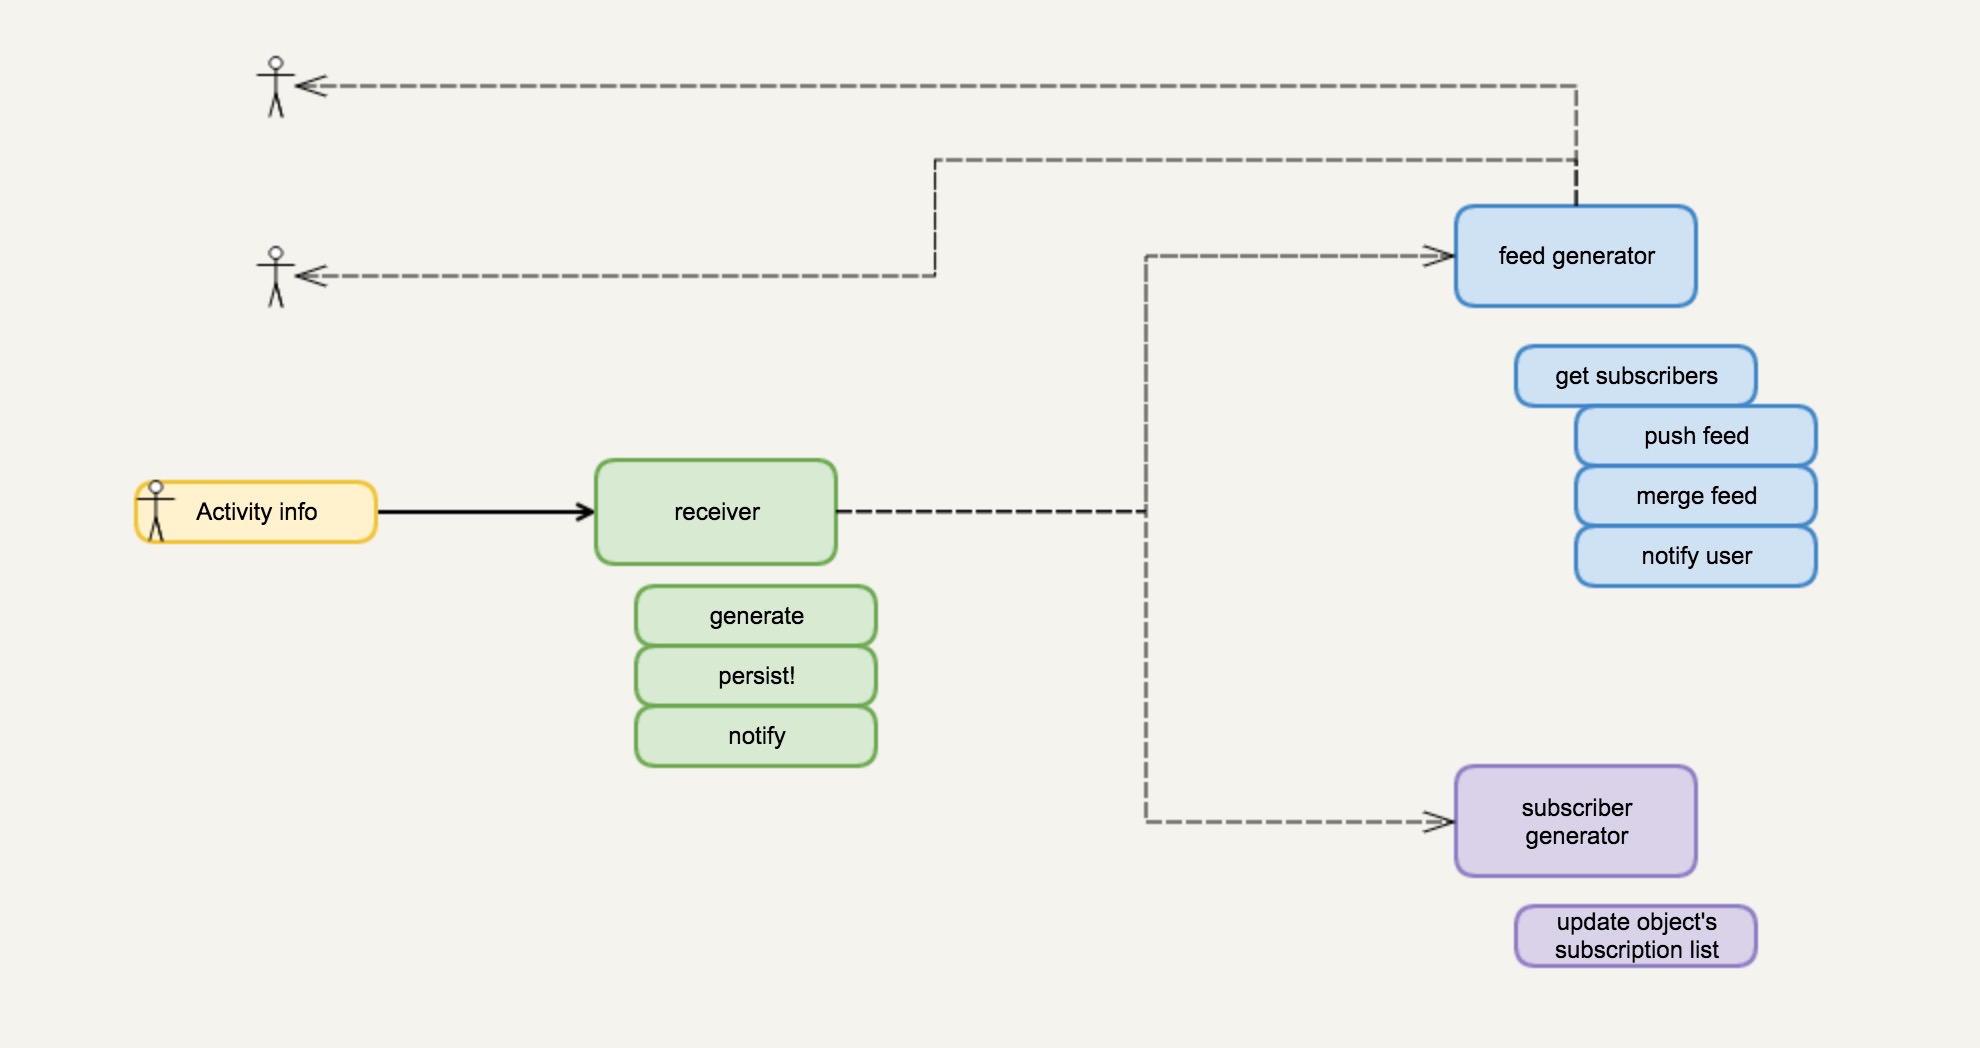 feed generator
get subscribers
push feed
merge feed
notify user
Activity info
receiver
generate
persist!
notify
subscriber
generator
update object's
subscription list